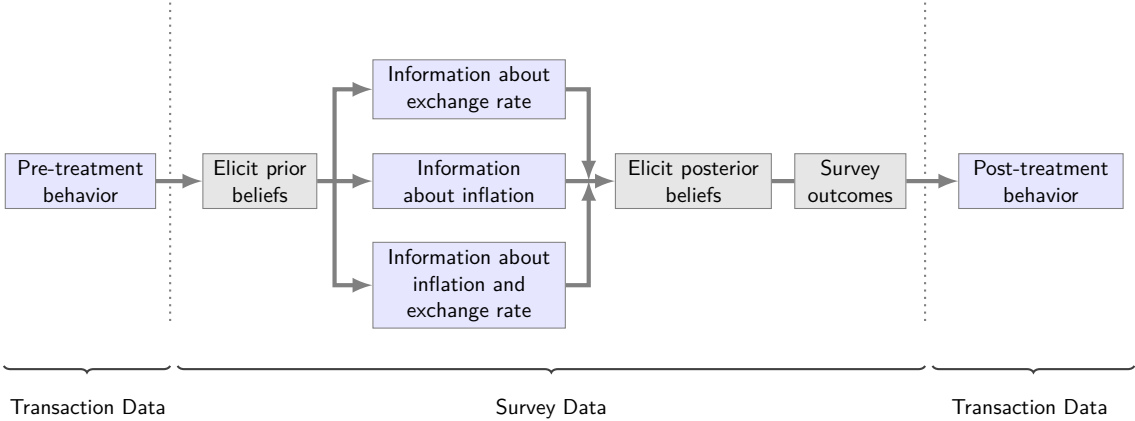 Pre-treatment
behavior
Elicit prior
beliefs
Information about
exchange rate
Information
about inflation
Information about
inflation and
exchange rate
Elicit posterior
beliefs
Survey
outcomes
Post-treatment
behavior
Transaction Data
Survey Data
Transaction Data